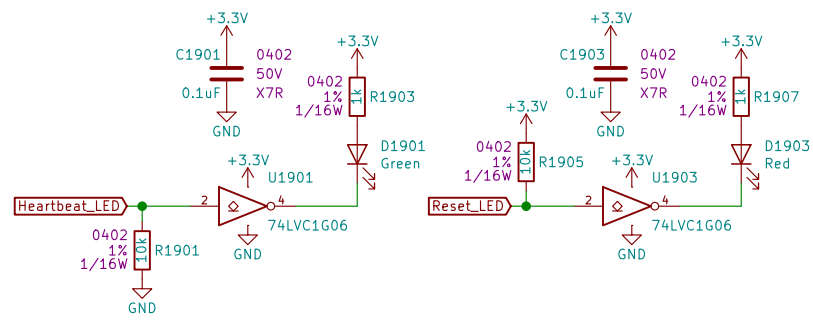 +3.3V
C1901
0402
50V
X7R
0.1uF
GND
+3.3V
0402
1%
1/16W
1k
R1903
D1901
Green
+3.3V
U1901
2
4
74LVC1G06
GND
Heartbeat_LED
0402
1%
1/16W
10k
R1901
GND
+3.3V
C1903
0402
50V
X7R
0.1uF
GND
+3.3V
0402
1%
1/16W
1k
R1907
D1903
Red
+3.3V
0402
1%
1/16W
10k
R1905
+3.3V
U1903
2
4
74LVC1G06
GND
Reset_LED